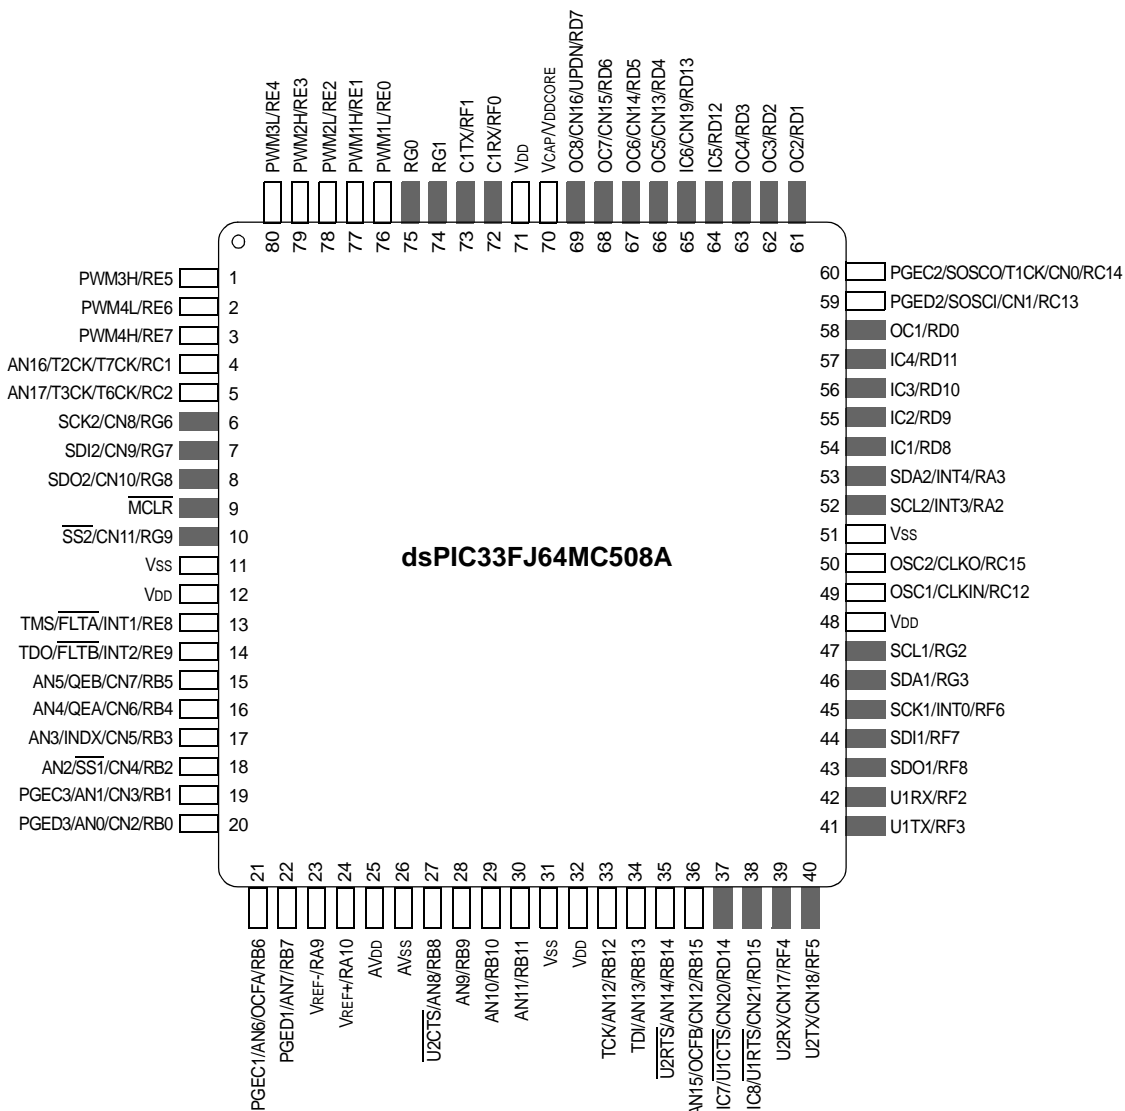 PWM3L/RE4
PWM2H/RE3
PWM2L/RE2
PWM1H/RE1
PWM1L/RE0
RG0
RG1
C1TX/RF1
C1RX/RF0
VDD
VCAP/VDDCORE
OC8/CN16/UPDN/RD7
OC7/CN15/RD6
OC6/CN14/RD5
OC5/CN13/RD4
IC6/CN19/RD13
IC5/RD12
OC4/RD3
OC3/RD2
OC2/RD1
80
79
78
77
76
75
74
73
72
71
70
69
68
67
66
65
64
63
62
61
PWM3H/RE5 1
PWM4L/RE6 2
PWM4H/RE7 3
AN16/T2CK/T7CK/RC1 4
AN17/T3CK/T6CK/RC2 5
SCK2/CN8/RG6 6
SDI2/CN9/RG7 7
SDO2/CN10/RG8 8
MCLR 9
SS2/CN11/RG9 10
VSS 11
VDD 12
TMS/FLTA/INT1/RE8 13
TDO/FLTB/INT2/RE9 14
AN5/QEB/CN7/RB5 15
AN4/QEA/CN6/RB4 16
AN3/INDX/CN5/RB3 17
AN2/SS1/CN4/RB2 18
PGEC3/AN1/CN3/RB1 19
PGED3/AN0/CN2/RB0 20
dsPIC33FJ64MC508A
60 PGEC2/SOSCO/T1CK/CN0/RC14
59 PGED2/SOSCI/CN1/RC13
58 OC1/RD0
57 IC4/RD11
56 IC3/RD10
55 IC2/RD9
54 IC1/RD8
53 SDA2/INT4/RA3
52 SCL2/INT3/RA2
51 VSS
50 OSC2/CLKO/RC15
49 OSC1/CLKIN/RC12
48 VDD
47 SCL1/RG2
46 SDA1/RG3
45 SCK1/INT0/RF6
44 SDI1/RF7
43 SDO1/RF8
42 U1RX/RF2
41 U1TX/RF3
21
22
23
24
25
26
27
28
29
30
31
32
33
34
35
36
37
38
39
40
PGEC1/AN6/OCFA/RB6
PGED1/AN7/RB7
VREF-/RA9
VREF+/RA10
AVDD
AVSS
U2CTS/AN8/RB8
AN9/RB9
AN10/RB10
AN11/RB11
VSS
VDD
TCK/AN12/RB12
TDI/AN13/RB13
U2RTS/AN14/RB14
AN15/OCFB/CN12/RB15
IC7/U1CTS/CN20/RD14
IC8/U1RTS/CN21/RD15
U2RX/CN17/RF4
U2TX/CN18/RF5